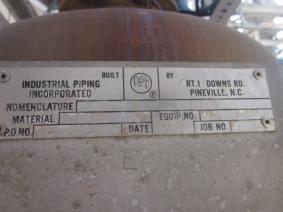 INDUSTRIAL PIPING BUILT BY RT.1 DOWNS RD.
INCORPORATED PINEVILLE, N.C.
NOMENCLATURE
MATERIAL EQUIP.NO.
P.O NO. DATE JOB NO.